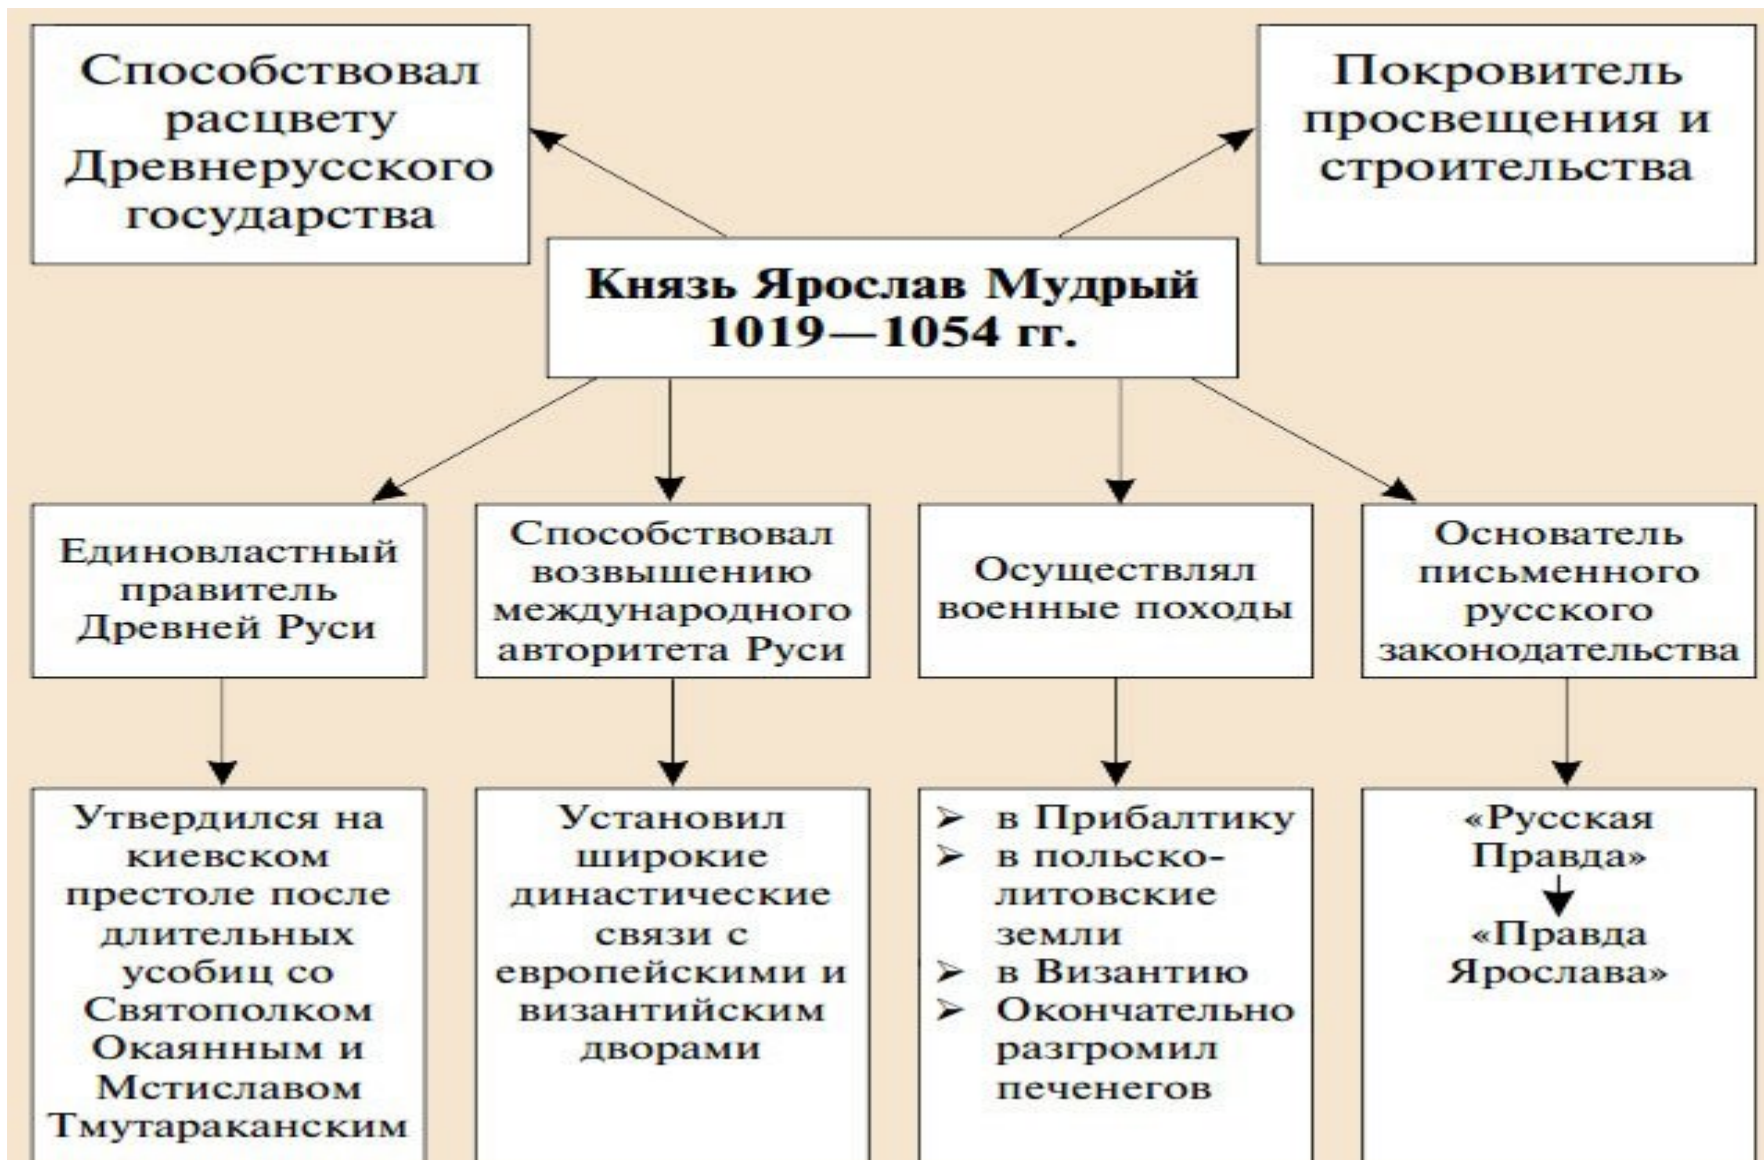 Способствовал
расцвету
Древнерусского
государства
Покровитель
просвещения и
строительства
Князь Ярослав Мудрый
1019—1054 гг.
Единовластный
правитель
Древней Руси
Способствовал
возвышению
международного
авторитета Руси
Осуществлял
военные походы
Основатель
письменного
русского
законодательства
Утвердился на
киевском
престоле после
длительных
усобиц со
Святополком
Окаянным и
Мстиславом
Тмутараканским
Установил
широкие
династические
связи с
европейскими и
византийским
дворами
➢ в Прибалтику
➢ в польско-
литовские
земли
➢ в Византию
➢ Окончательно
разгромил
печенегов
«Русская
Правда»
«Правда
Ярослава»